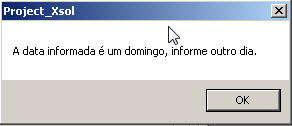 Project_Xsol
A data informada é um domingo, informe outro dia.
OK